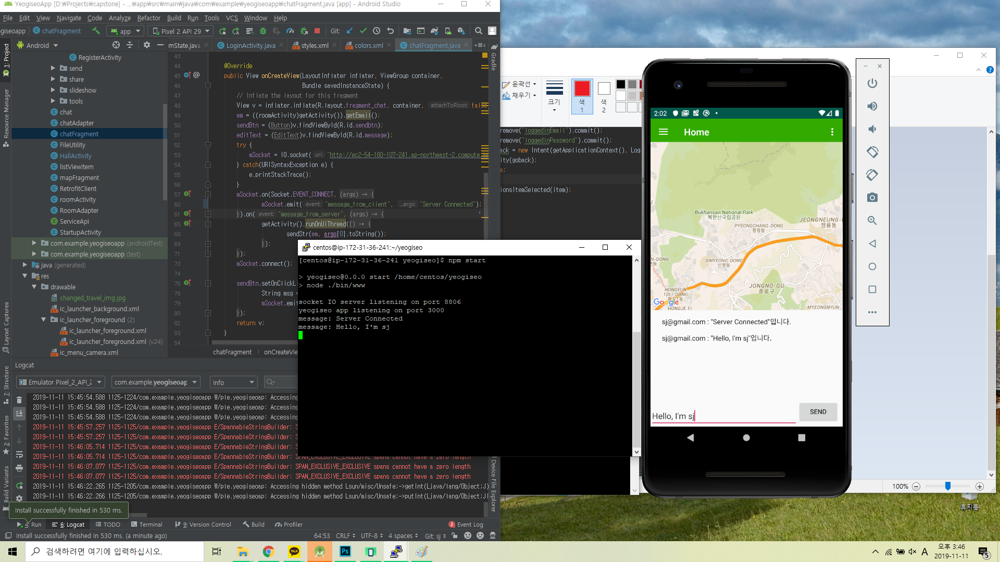 YeogiseoApp [D:₩Projects₩capstone] - ...₩app₩src₩main₩java₩com₩example₩yeogiseoapp₩chatFragment.java [app] - Android Studio
File Edit View Navigate Code Analyze Refactor Build Run Tools VCS Window Help
giseoapp chatFragment app Pixel 2 API 29 Git:
Android mState.java LoginActivity.java styles.xml colors.xml chatFragment.java
1: Project
Resource Manager
Layout Captures
7: Structure
2: Favorites
Build Variants
Gradle
Device File Explorer
RegisterActivity
send
share
slideshow
tools
chat
chatAdapter
chatFragment
FileUtility
HallActivity
listViewItem
mapFragment
RetrofitClient
roomActivity
RoomAdapter
ServiceApi
StartupActivity
com.example.yeogiseoapp (androidTest)
com.example.yeogiseoapp (test)
java (generated)
res
drawable
changed_travel_img.jpg
ic_launcher_background.xml
ic_launcher_foreground (2)
ic_launcher_foreground.xml
ic_launcher_foreground.xml (v24)
ic_menu_camera.xml
43
44 @Override
45 public View onCreateView(LayoutInflater inflater, ViewGroup container,
46 Bundle savedInstanceState) {
47 // Inflate the layout for this fragment
48 View v = inflater.inflate(R.layout.fragment_chat, container, attachToRoot: false
49 em = ((roomActivity)getActivity()).getEmail();
50 sendBtn = (Button)v.findViewById(R.id.sendbtn);
51 editText = (EditText)v.findViewById(R.id.message);
52 try {
53 mSocket = IO.socket( uri: "http://ec2-54-180-107-241.ap-northeast-2.compute
54 } catch(URISyntaxException e) {
55 e.printStackTrace();
56 }
57 mSocket.on(Socket.EVENT_CONNECT, (args) → {
60 mSocket.emit( event: "message_from_client", ...args: "Server Connected");
61 }).on( event: "message_from_server", (args) → {
65 getActivity().runOnUiThread(() → {
68 sendStr(em, args[0].toString());
69 });
71 });
73 mSocket.connect();
74
75 sendBtn.setOnClickLi
78 String msg =
79 mSocket.emit
80 });
82 return v;
83 }
84
chatFragment onCreateVie
remove("loggedinEmail").commit();
remove("loggedinPassword").commit();
ack = new Intent(getApplicationContext(), Log
ity(goback);
e;
ionsItemSelected(item);
윤곽선
채우기
크기
색
1
색
2
centos@ip-172-31-36-241:~/yeogiseo
[centos@ip-172-31-36-241 yeogiseo]$ npm start
> yeogiseo@0.0.0 start /home/centos/yeogiseo
> node ./bin/www
socket IO server listening on port 8806
yeogiseo app listening on port 3000
message: Server Connected
message: Hello, I'm sj
2:02
Home
Bukhansan National Park
북한산국립공원
JEONGNEUNG-
정릉동
PYEONGCHANG-DONG
평창동
AN-DONG
산동
SINYEONG-DONG
신영동
HONGEUN
1(IL)-DONG
홍은1동
JONGNO-GU
종로구
MYEONGNYUN
Google
sj@gmail.com : "Server Connected"입니다.
sj@gmail.com : "Hello, I'm sj"입니다.
Hello, I'm sj
SEND
Logcat
Emulator Pixel_2_API_2 com.example.yeogiseoap Info
2019-11-11 15:45:54.588 1125-1224/com.example.yeogiseoapp W/ple.yeogiseoap: Accessing
2019-11-11 15:45:54.588 1125-1224/com.example.yeogiseoapp W/ple.yeogiseoap: Accessing
2019-11-11 15:45:54.588 1125-1224/com.example.yeogiseoapp W/ple.yeogiseoap: Accessing
2019-11-11 15:45:57.257 1125-1125/com.example.yeogiseoapp E/SpannableStringBuilder: S
2019-11-11 15:45:57.257 1125-1125/com.example.yeogiseoapp E/SpannableStringBuilder: S
2019-11-11 15:46:05.714 1125-1125/com.example.yeogiseoapp E/SpannableStringBuilder: S
2019-11-11 15:46:05.714 1125-1125/com.example.yeogiseoapp E/SpannableStringBuilder: SPAN_EXCLUSIVE_EXCLUSIVE spans cannot have a zero length
2019-11-11 15:46:07.077 1125-1125/com.example.yeogiseoapp E/SpannableStringBuilder: SPAN_EXCLUSIVE_EXCLUSIVE spans cannot have a zero length
2019-11-11 15:46:07.077 1125-1125/com.example.yeogiseoapp E/SpannableStringBuilder: SPAN_EXCLUSIVE_EXCLUSIVE spans cannot have a zero length
2019-11-11 15:46:22.265 1125-1205/com.example.yeogiseoapp W/ple.yeogiseoap: Accessing hidden method Lsun/misc/Unsafe;->getInt(Ljava/lang/Object;J)
2019-11-11 15:46:22.266 1125-1205/com.example.yeogiseoapp W/ple.yeogiseoap: Accessing hidden method Lsun/misc/Unsafe;->putInt(Ljava/lang/Object;J)
Install successfully finished in 530 ms.
4: Run 6: Logcat TODO Terminal 9: Version Control Build Profiler 2 Event Log
Install successfully finished in 530 ms. (a minute ago) 64:53 CRLF UTF-8 4 spaces Git: sj
100%
휴지통
검색하려면 여기에 입력하십시오.
TALK
Ps
A
오후 3:46
2019-11-11
5